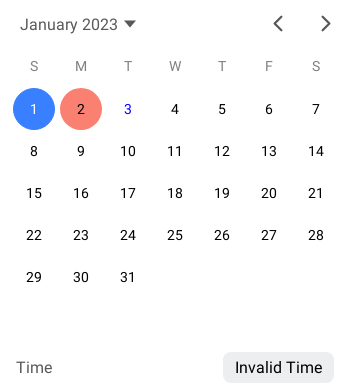 January 2023
S M T W T F S
1 2 3 4 5 6 7
8 9 10 11 12 13 14
15 16 17 18 19 20 21
22 23 24 25 26 27 28
29 30 31
Time Invalid Time